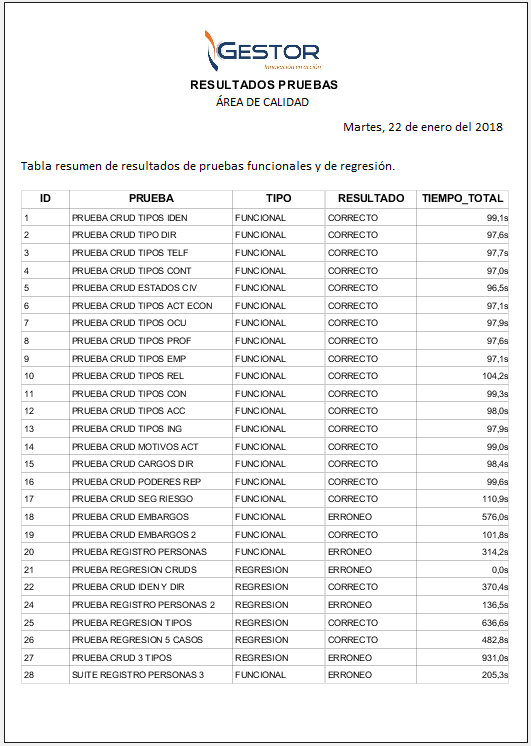 GESTOR
Innovación en acción
RESULTADOS PRUEBAS
ÁREA DE CALIDAD
Martes, 22 de enero del 2018
Tabla resumen de resultados de pruebas funcionales y de regresión.
ID PRUEBA TIPO RESULTADO TIEMPO_TOTAL
1 PRUEBA CRUD TIPOS IDEN FUNCIONAL CORRECTO 99,1s
2 PRUEBA CRUD TIPO DIR FUNCIONAL CORRECTO 97,6s
3 PRUEBA CRUD TIPOS TELF FUNCIONAL CORRECTO 97,7s
4 PRUEBA CRUD TIPOS CONT FUNCIONAL CORRECTO 97,0s
5 PRUEBA CRUD ESTADOS CIV FUNCIONAL CORRECTO 96,5s
6 PRUEBA CRUD TIPOS ACT ECON FUNCIONAL CORRECTO 97,1s
7 PRUEBA CRUD TIPOS OCU FUNCIONAL CORRECTO 97,9s
8 PRUEBA CRUD TIPOS PROF FUNCIONAL CORRECTO 97,6s
9 PRUEBA CRUD TIPOS EMP FUNCIONAL CORRECTO 97,1s
10 PRUEBA CRUD TIPOS REL FUNCIONAL CORRECTO 104,2s
11 PRUEBA CRUD TIPOS CON FUNCIONAL CORRECTO 99,3s
12 PRUEBA CRUD TIPOS ACC FUNCIONAL CORRECTO 98,0s
13 PRUEBA CRUD TIPOS ING FUNCIONAL CORRECTO 97,9s
14 PRUEBA CRUD MOTIVOS ACT FUNCIONAL CORRECTO 99,0s
15 PRUEBA CRUD CARGOS DIR FUNCIONAL CORRECTO 98,4s
16 PRUEBA CRUD PODERES REP FUNCIONAL CORRECTO 99,6s
17 PRUEBA CRUD SEG RIESGO FUNCIONAL CORRECTO 110,9s
18 PRUEBA CRUD EMBARGOS FUNCIONAL ERRONEO 576,0s
19 PRUEBA CRUD EMBARGOS 2 FUNCIONAL CORRECTO 101,8s
20 PRUEBA REGISTRO PERSONAS FUNCIONAL ERRONEO 314,2s
21 PRUEBA REGRESION CRUDS REGRESION ERRONEO 0,0s
22 PRUEBA CRUD IDEN Y DIR REGRESION CORRECTO 370,4s
24 PRUEBA REGISTRO PERSONAS 2 REGRESION ERRONEO 136,5s
25 PRUEBA REGRESION TIPOS REGRESION CORRECTO 636,6s
26 PRUEBA REGRESION 5 CASOS REGRESION CORRECTO 482,8s
27 PRUEBA CRUD 3 TIPOS REGRESION ERRONEO 931,0s
28 SUITE REGISTRO PERSONAS 3 FUNCIONAL ERRONEO 205,3s